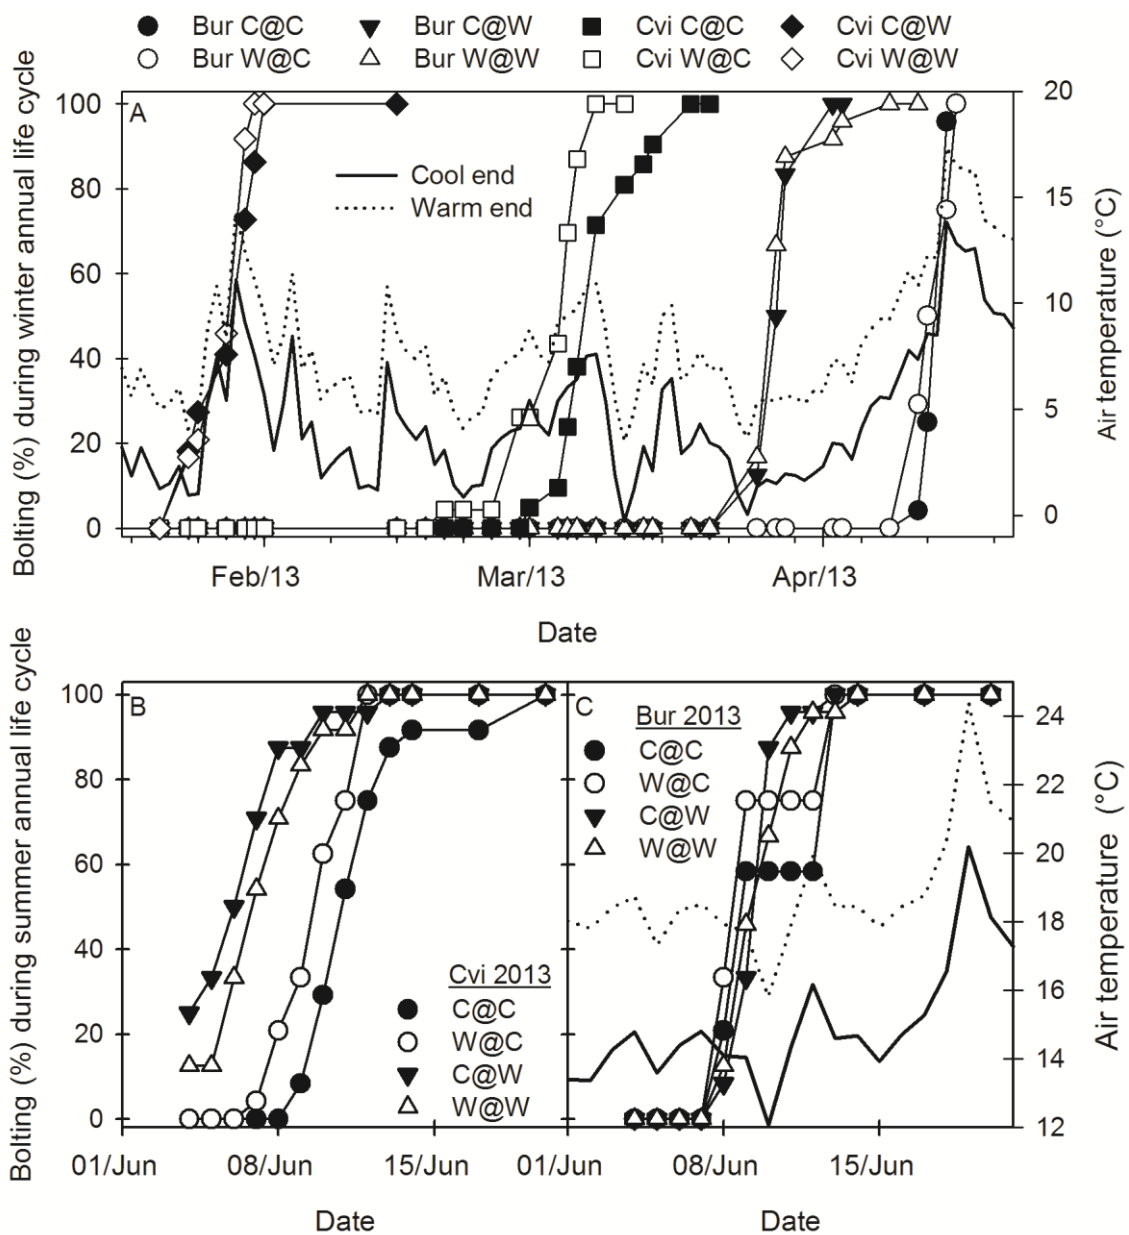 Bur C@C Bur C@W Cvi C@C Cvi C@W
Bur W@C Bur W@W Cvi W@C Cvi W@W
Bolting (%) during winter annual life cycle
A
100
80
60
40
20
0
Cool end
Warm end
20
15
10
5
0
Air temperature (°C)
Feb/13 Mar/13 Apr/13
Date
Bolting (%) during summer annual life cycle
B
100
80
60
40
20
0
Cvi 2013
C@C
W@C
C@W
W@W
01/Jun 08/Jun 15/Jun
Date
C
Bur 2013
C@C
W@C
C@W
W@W
24
22
20
18
16
14
12
Air temperature (°C)
01/Jun 08/Jun 15/Jun
Date